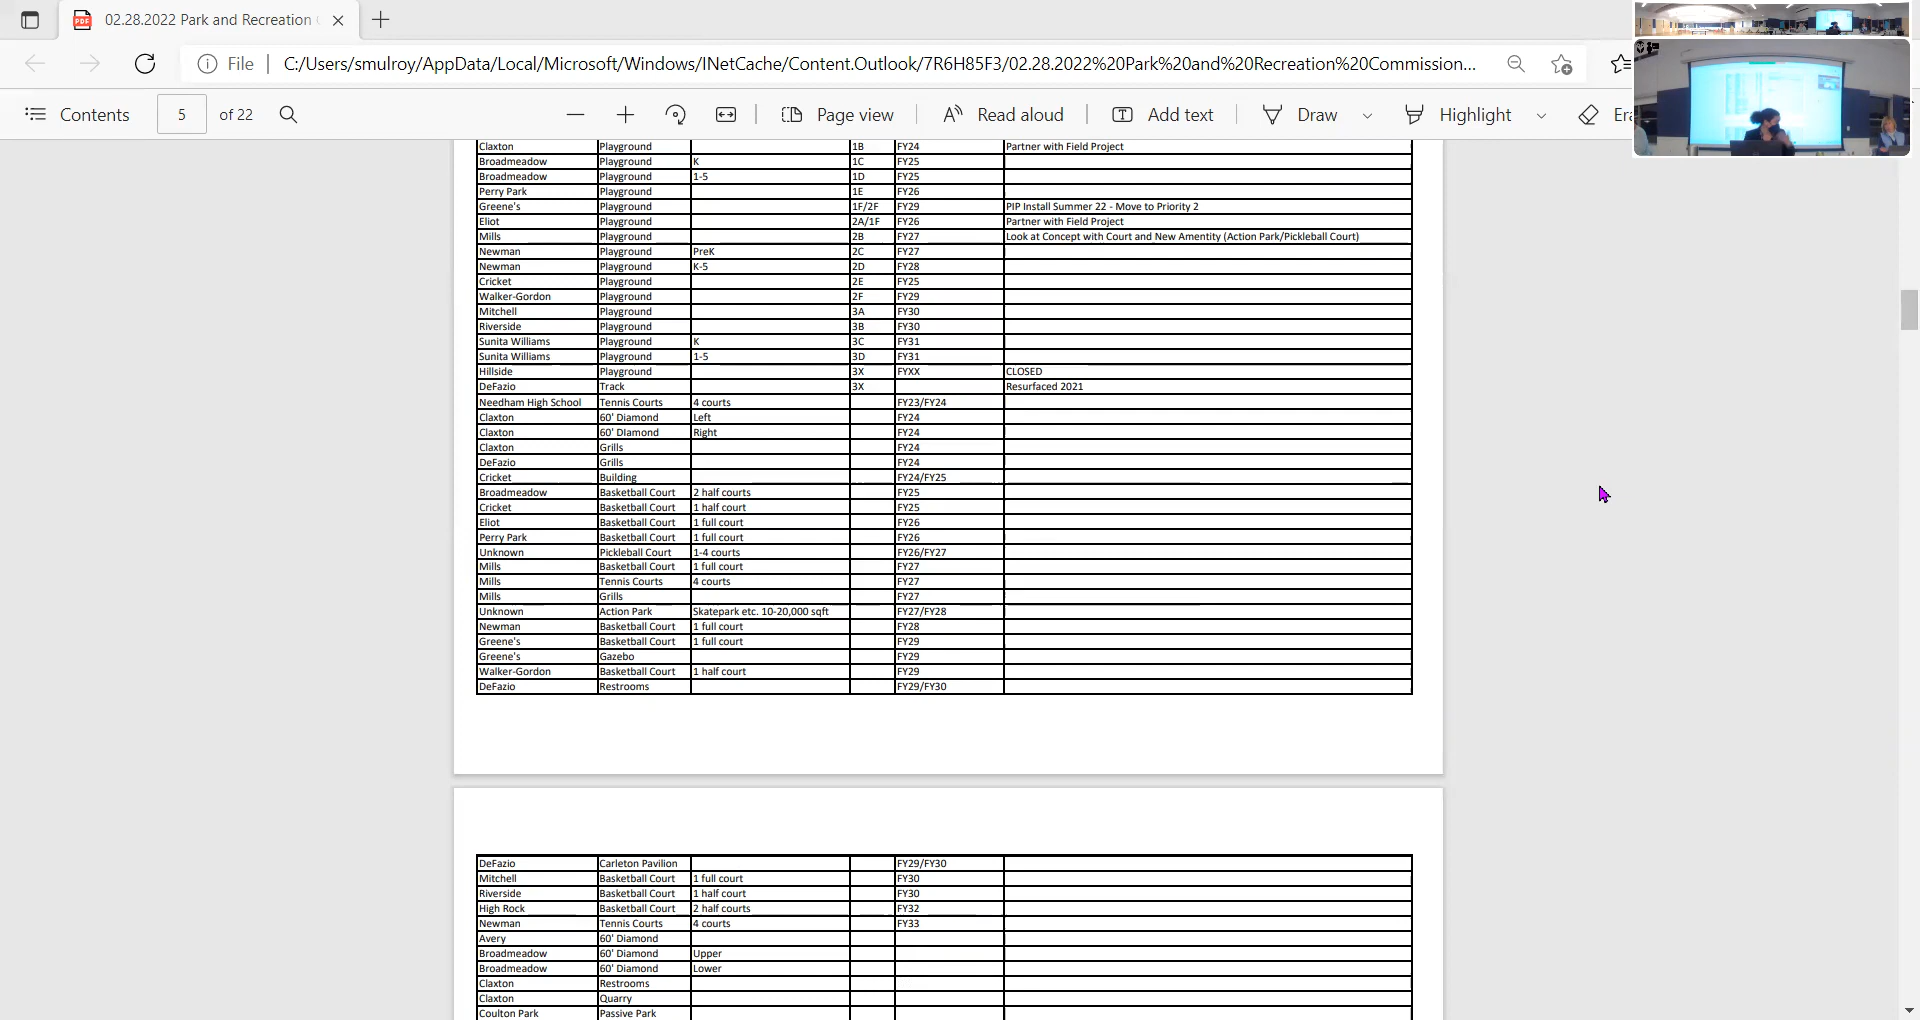 02.28.2022 Park and Recreation
File C:/Users/smulroy/AppData/Local/Microsoft/Windows/INetCache/Content.Outlook/7R6H85F3/02.28.2022%20Park%20and%20Recreation%20Commission...
Contents 5 of 22 Page view Read aloud Add text Draw Highlight Era
Claxton Playground 1B FY24 Partner with Field Project
Broadmeadow Playground K 1C FY25
Broadmeadow Playground 1-5 1D FY25
Perry Park Playground 1E FY26
Greene's Playground 1F/2F FY29 PIP Install Summer 22 - Move to Priority 2
Eliot Playground 2A/1F FY26 Partner with Field Project
Mills Playground 2B FY27 Look at Concept with Court and New Amentity (Action Park/Pickleball Court)
Newman Playground PreK 2C FY27
Newman Playground K-5 2D FY28
Cricket Playground 2E FY25
Walker-Gordon Playground 2F FY29
Mitchell Playground 3A FY30
Riverside Playground 3B FY30
Sunita Williams Playground K 3C FY31
Sunita Williams Playground 1-5 3D FY31
Hillside Playground 3X FYXX CLOSED
DeFazio Track 3X Resurfaced 2021
Needham High School Tennis Courts 4 courts FY23/FY24
Claxton 60' Diamond Left FY24
Claxton 60' DIamond Right FY24
Claxton Grills FY24
DeFazio Grills FY24
Cricket Building FY24/FY25
Broadmeadow Basketball Court 2 half courts FY25
Cricket Basketball Court 1 half court FY25
Eliot Basketball Court 1 full court FY26
Perry Park Basketball Court 1 full court FY26
Unknown Pickleball Court 1-4 courts FY26/FY27
Mills Basketball Court 1 full court FY27
Mills Tennis Courts 4 courts FY27
Mills Grills FY27
Unknown Action Park Skatepark etc. 10-20,000 sqft FY27/FY28
Newman Basketball Court 1 full court FY28
Greene's Basketball Court 1 full court FY29
Greene's Gazebo FY29
Walker-Gordon Basketball Court 1 half court FY29
DeFazio Restrooms FY29/FY30
DeFazio Carleton Pavilion FY29/FY30
Mitchell Basketball Court 1 full court FY30
Riverside Basketball Court 1 half court FY30
High Rock Basketball Court 2 half courts FY32
Newman Tennis Courts 4 courts FY33
Avery 60' Diamond
Broadmeadow 60' Diamond Upper
Broadmeadow 60' Diamond Lower
Claxton Restrooms
Claxton Quarry
Coulton Park Passive Park